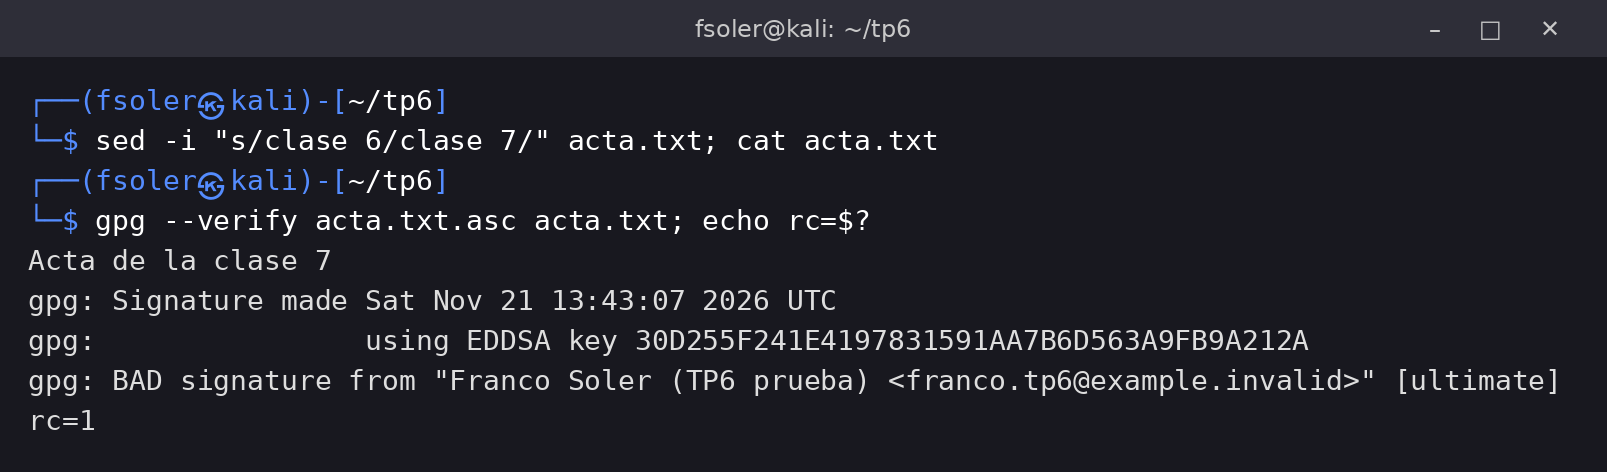 fsoler@kali: ~/tp6
┌──(fsoler㉿kali)-[~/tp6]
└─$ sed -i "s/clase 6/clase 7/" acta.txt; cat acta.txt
┌──(fsoler㉿kali)-[~/tp6]
└─$ gpg --verify acta.txt.asc acta.txt; echo rc=$?
Acta de la clase 7
gpg: Signature made Sat Nov 21 13:43:07 2026 UTC
gpg:                using EDDSA key 30D255F241E4197831591AA7B6D563A9FB9A212A
gpg: BAD signature from "Franco Soler (TP6 prueba) <franco.tp6@example.invalid>" [ultimate]
rc=1